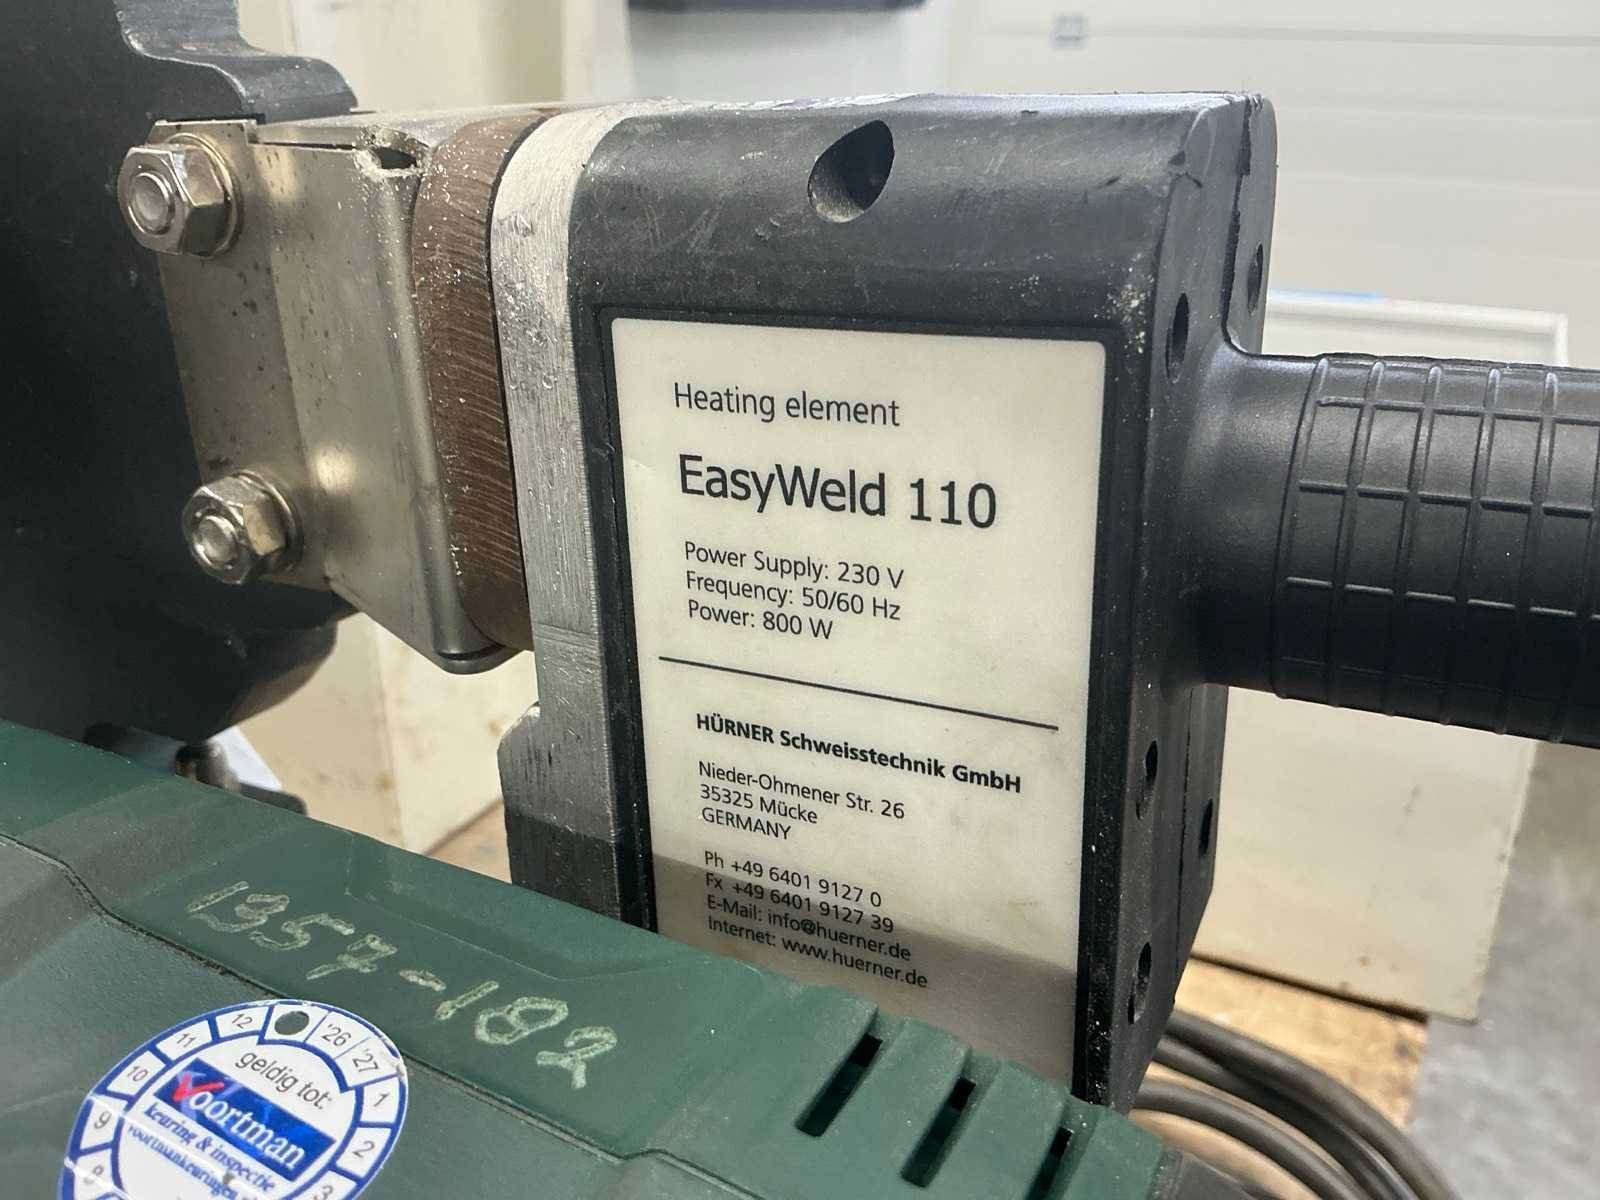 Heating element
EasyWeld 110
Power Supply: 230 V
Frequency: 50/60 Hz
Power: 800 W
HÜRNER Schweisstechnik GmbH
Nieder-Ohmener Str. 26
35325 Mücke
GERMANY
Ph +49 6401 9127 0
Fx +49 6401 9127 39
E-Mail: info@huerner.de
Internet: www.huerner.de
1357-182
12 '26 '27
11 1
10 2
9 3
8
geldig tot:
Voortman
keuring & inspectie